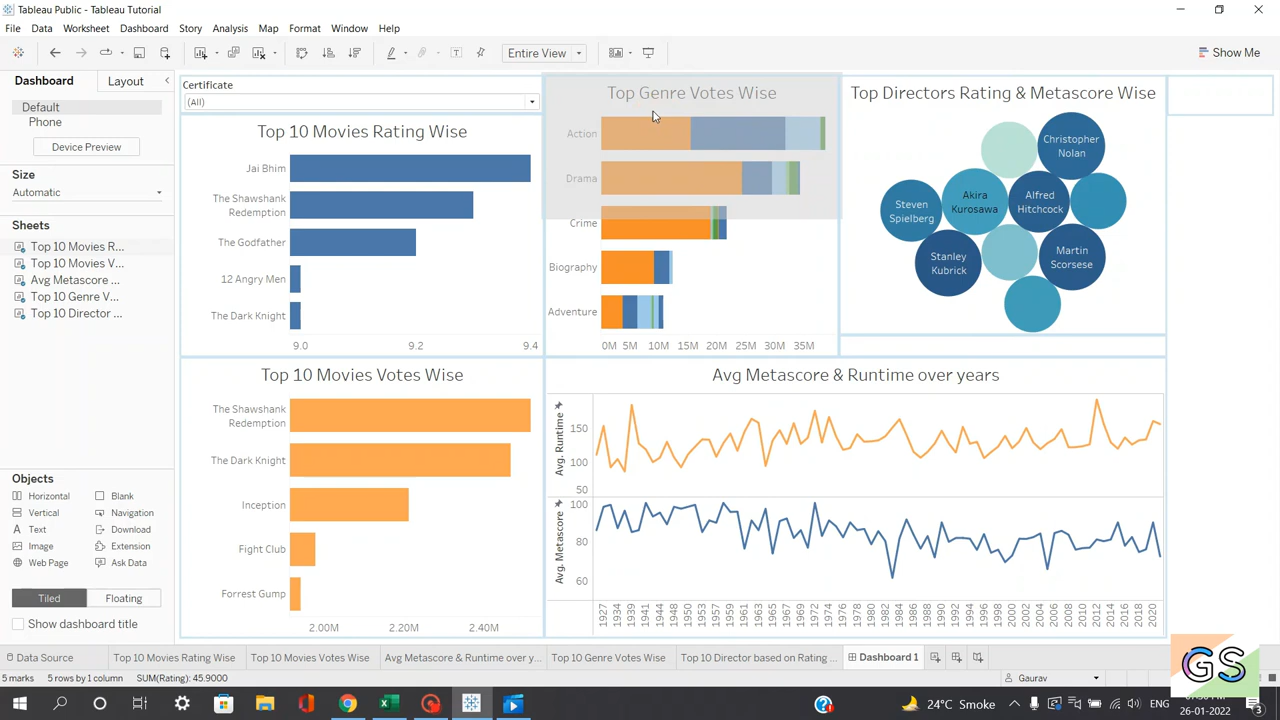 Tableau Public - Tableau Tutorial
File Data Worksheet Dashboard Story Analysis Map Format Window Help
Entire View
Show Me
Dashboard Layout
Default
Phone
Device Preview
Size
Automatic
Sheets
Top 10 Movies R...
Top 10 Movies V...
Avg Metascore ...
Top 10 Genre V...
Top 10 Director ...
Objects
Horizontal Blank
Vertical Navigation
Text Download
Image Extension
Web Page Ask Data
Tiled Floating
Show dashboard title
Certificate
(All)
Top 10 Movies Rating Wise
Jai Bhim
The Shawshank
Redemption
The Godfather
12 Angry Men
The Dark Knight
9.0 9.2 9.4
Top Genre Votes Wise
Action
Drama
Crime
Biography
Adventure
0M 5M 10M 15M 20M 25M 30M 35M
Top Directors Rating & Metascore Wise
Christopher
Nolan
Steven
Spielberg
Akira
Kurosawa
Alfred
Hitchcock
Stanley
Kubrick
Martin
Scorsese
Top 10 Movies Votes Wise
The Shawshank
Redemption
The Dark Knight
Inception
Fight Club
Forrest Gump
2.00M 2.20M 2.40M
Avg Metascore & Runtime over years
Avg. Runtime
150
100
50
Avg. Metascore
100
80
60
1927 1934 1939 1941 1944 1948 1950 1953 1955 1957 1959 1961 1963 1965 1967 1969 1972 1974 1976 1978 1980 1982 1984 1986 1988 1990 1992 1994 1996 1998 2000 2002 2004 2006 2008 2010 2012 2014 2016 2018 2020
Data Source Top 10 Movies Rating Wise Top 10 Movies Votes Wise Avg Metascore & Runtime over y... Top 10 Genre Votes Wise Top 10 Director based on Rating ... Dashboard 1
5 marks 5 rows by 1 column SUM(Rating): 45.9000
Gaurav
GS
24°C Smoke
ENG
26-01-2022
3